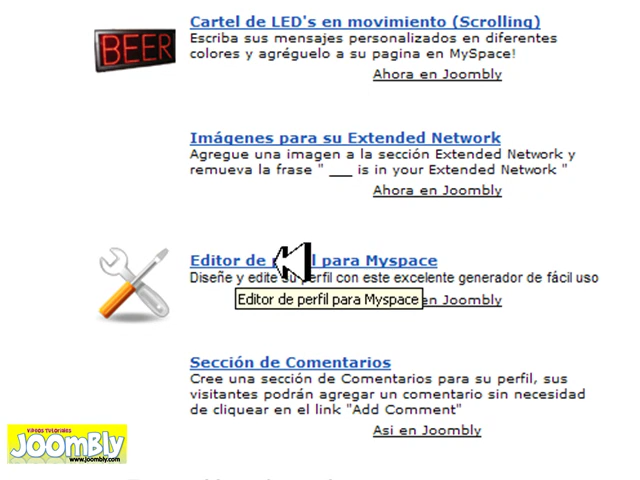 Cartel de LED's en movimiento (Scrolling)
BEER
Escriba sus mensajes personalizados en diferentes
colores y agréguelo a su pagina en MySpace!
Ahora en Joombly
Imágenes para su Extended Network
Agregue una imagen a la sección Extended Network y
remueva la frase " ___ is in your Extended Network "
Ahora en Joombly
Editor de perfil para Myspace
Diseñe y edite su perfil con este excelente generador de fácil uso
Editor de perfil para Myspace
en Joombly
Sección de Comentarios
Cree una sección de Comentarios para su perfil, sus
visitantes podrán agregar un comentario sin necesidad
de cliquear en el link "Add Comment"
Asi en Joombly
VIDEOS TUTORIALES
JOOMBLY
www.joombly.com